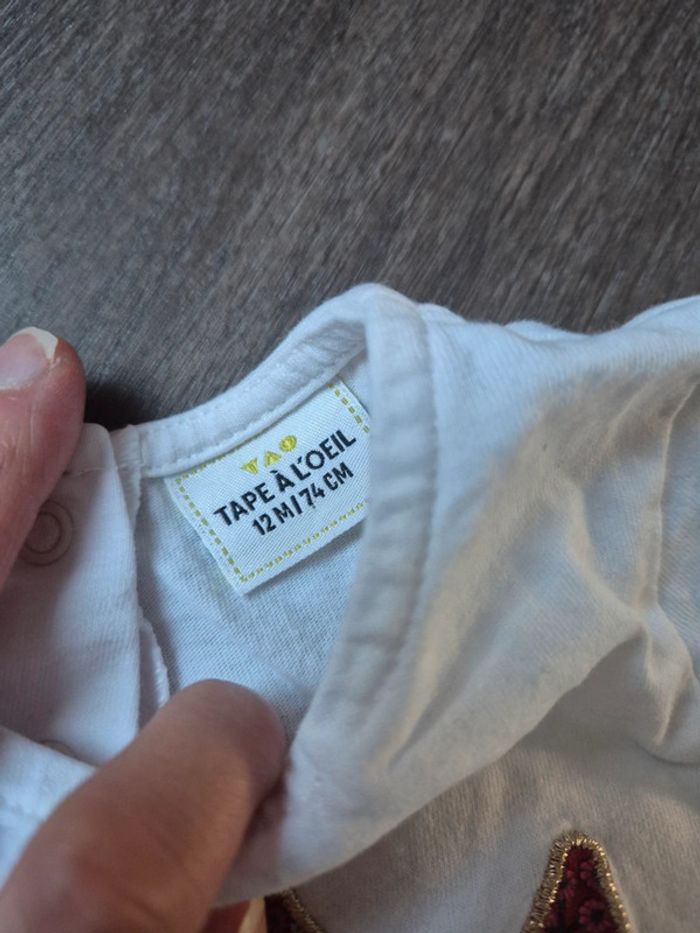 TAO
TAPE À L'OEIL
12 M / 74 CM